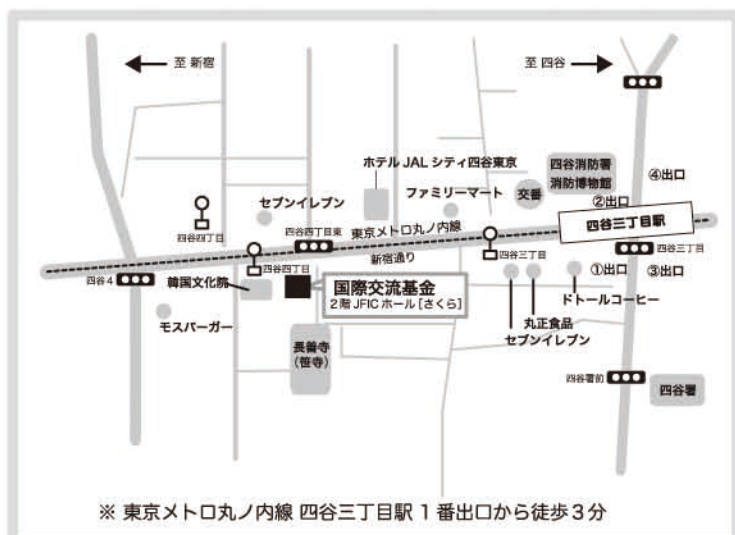 至 新宿
至 四谷
ホテル JAL シティ四谷東京
四谷消防署
消防博物館
④出口
セブンイレブン
ファミリーマート
交番
②出口
四谷四丁目
四谷四丁目東
東京メトロ丸ノ内線
四谷三丁目駅
新宿通り
四谷三丁目
四谷三丁目
四谷4
四谷四丁目
①出口
③出口
韓国文化院
国際交流基金
2階 JFIC ホール［さくら］
ドトールコーヒー
モスバーガー
丸正食品
セブンイレブン
長善寺
（笹寺）
四谷署前
四谷署
※ 東京メトロ丸ノ内線 四谷三丁目駅 1 番出口から徒歩 3 分